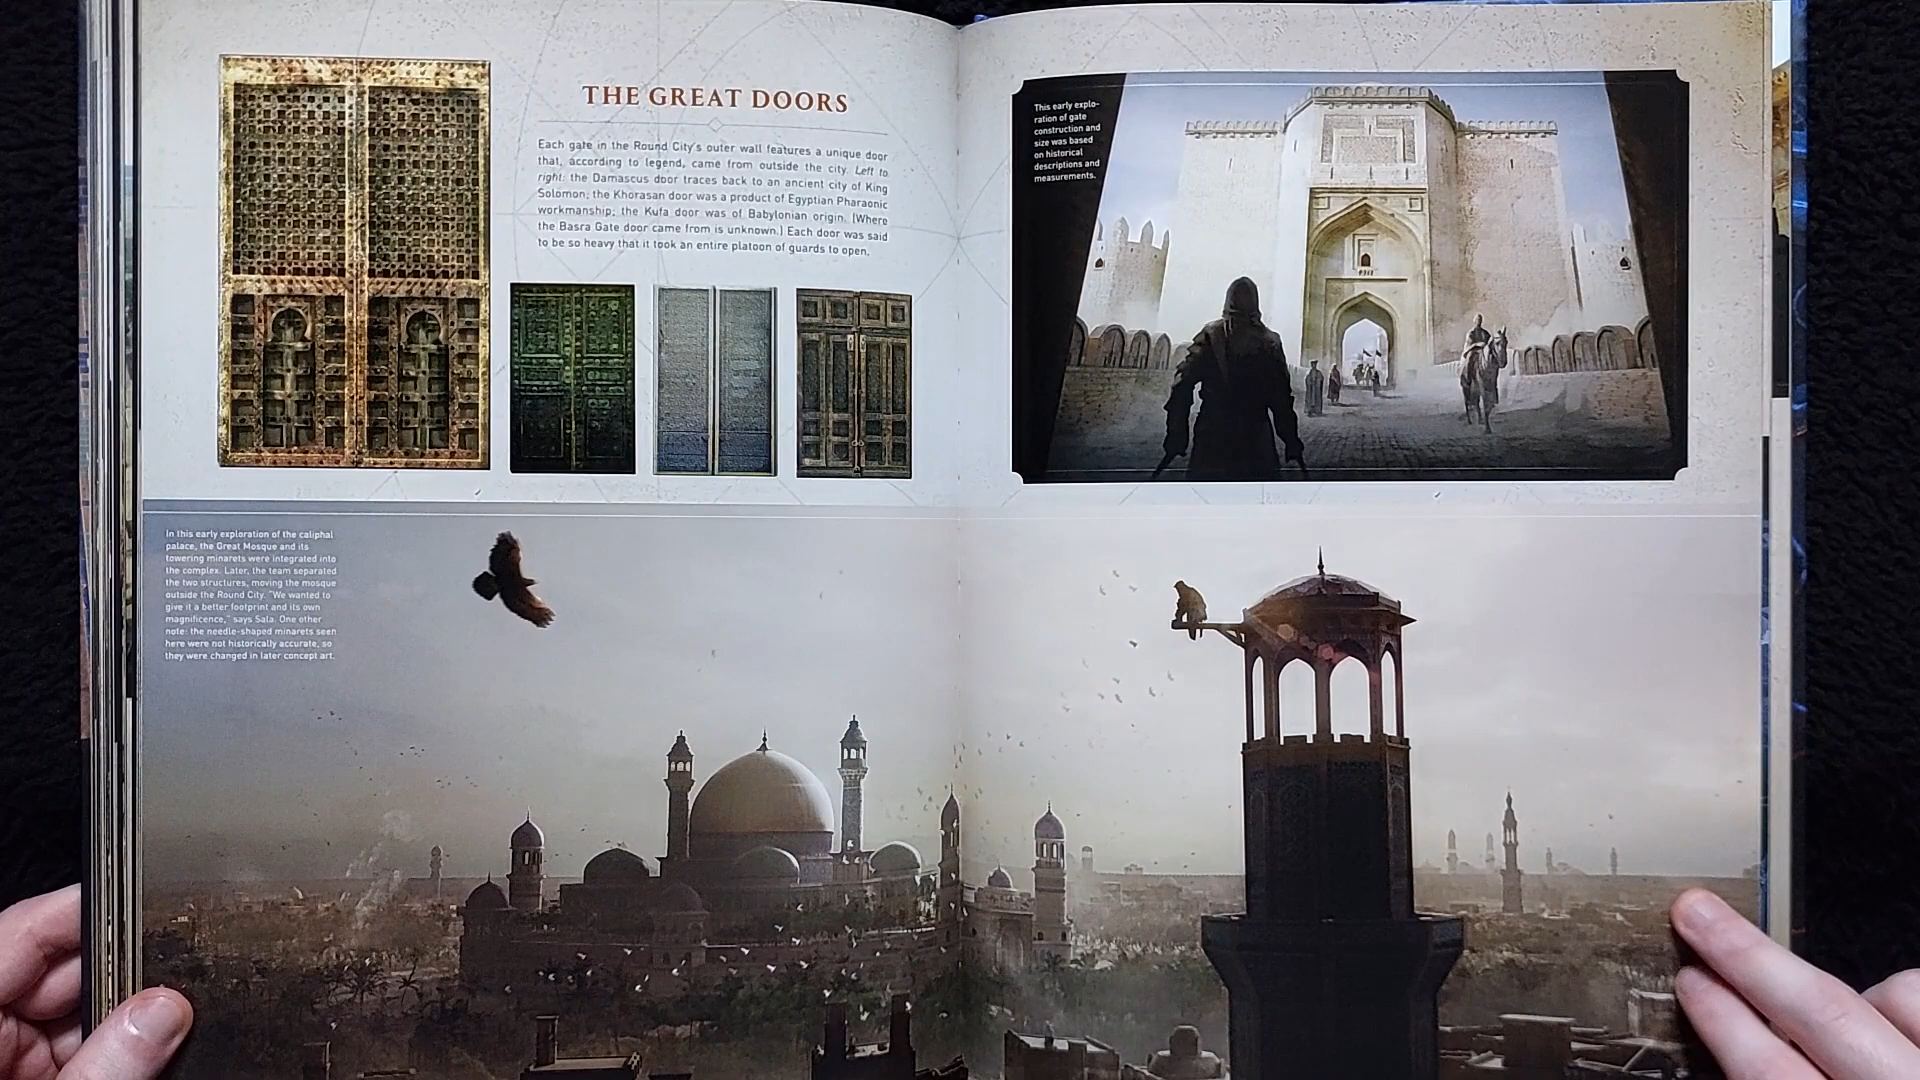 THE GREAT DOORS
Each gate in the Round City's outer wall features a unique door
that, according to legend, came from outside the city. Left to
right: the Damascus door traces back to an ancient city of King
Solomon; the Khorasan door was a product of Egyptian Pharaonic
workmanship; the Kufa door was of Babylonian origin. (Where
the Basra Gate door came from is unknown.) Each door was said
to be so heavy that it took an entire platoon of guards to open.
This early explo-
ration of gate
construction and
size was based
on historical
descriptions and
measurements.
In this early exploration of the caliphal
palace, the Great Mosque and its
towering minarets were integrated into
the complex. Later, the team separated
the two structures, moving the mosque
outside the Round City. "We wanted to
give it a better footprint and its own
magnificence," says Sala. One other
note: the needle-shaped minarets seen
here were not historically accurate, so
they were changed in later concept art.